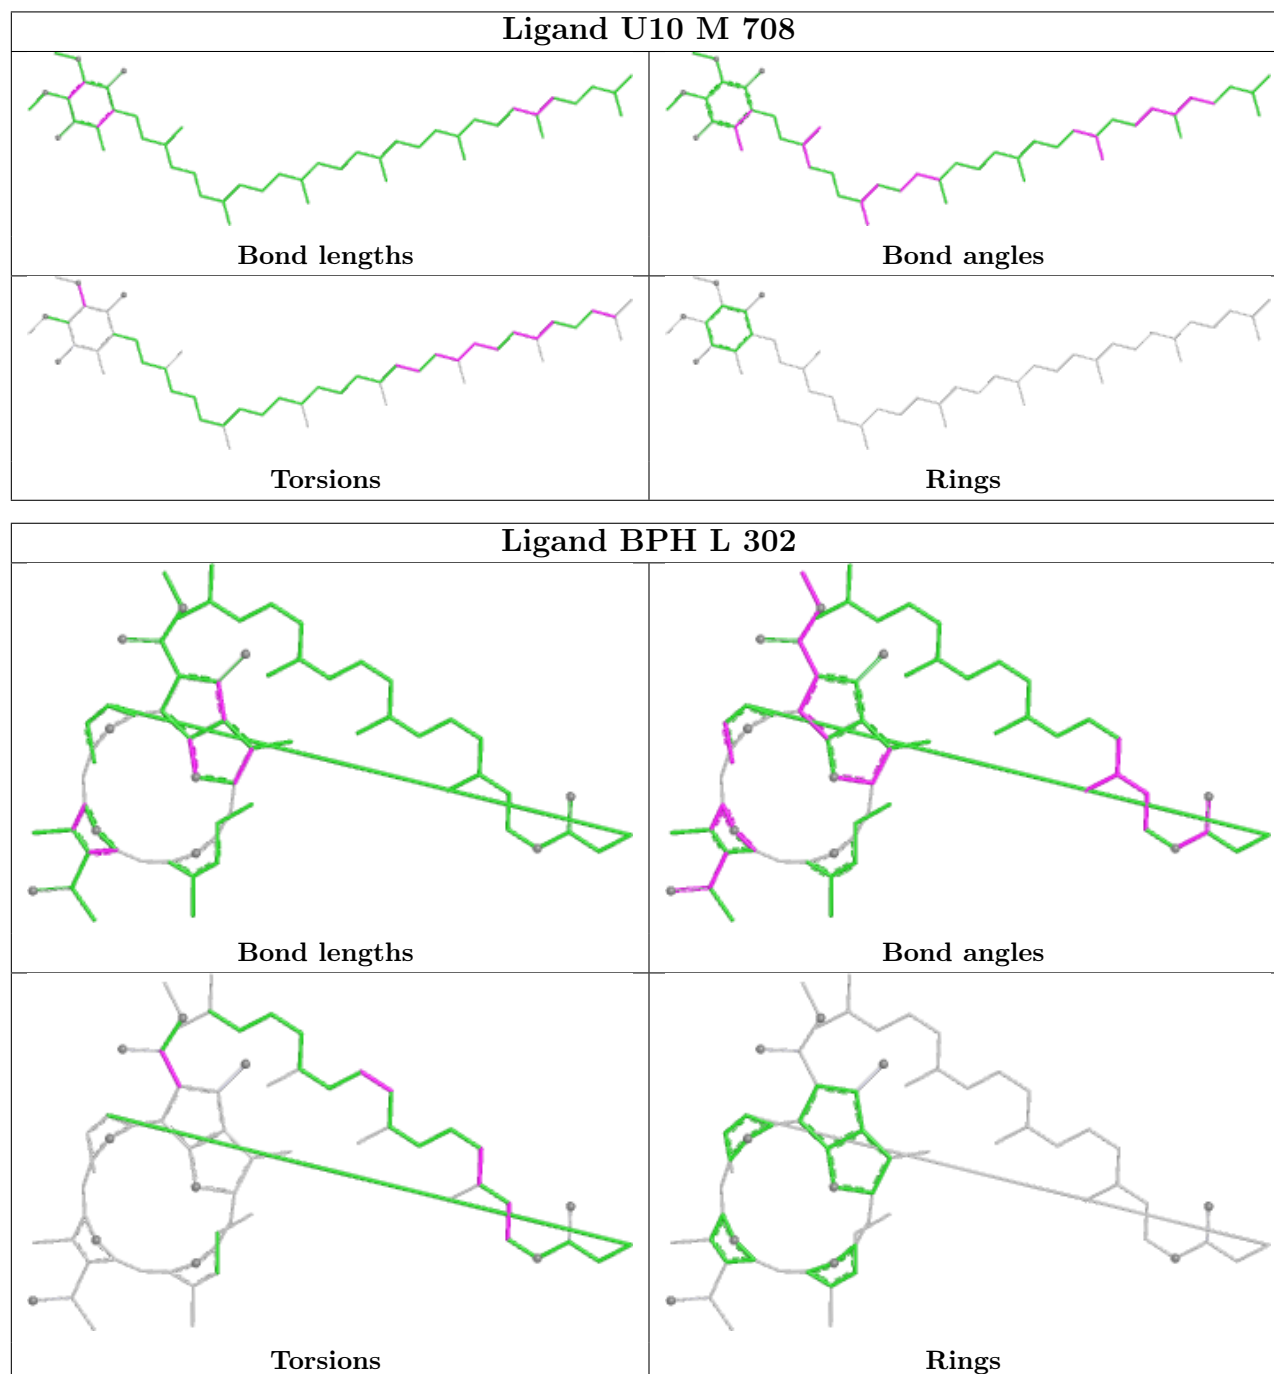 Ligand U10 M 708
Bond lengths
Bond angles
Torsions
Rings
Ligand BPH L 302
Bond lengths
Bond angles
Torsions
Rings